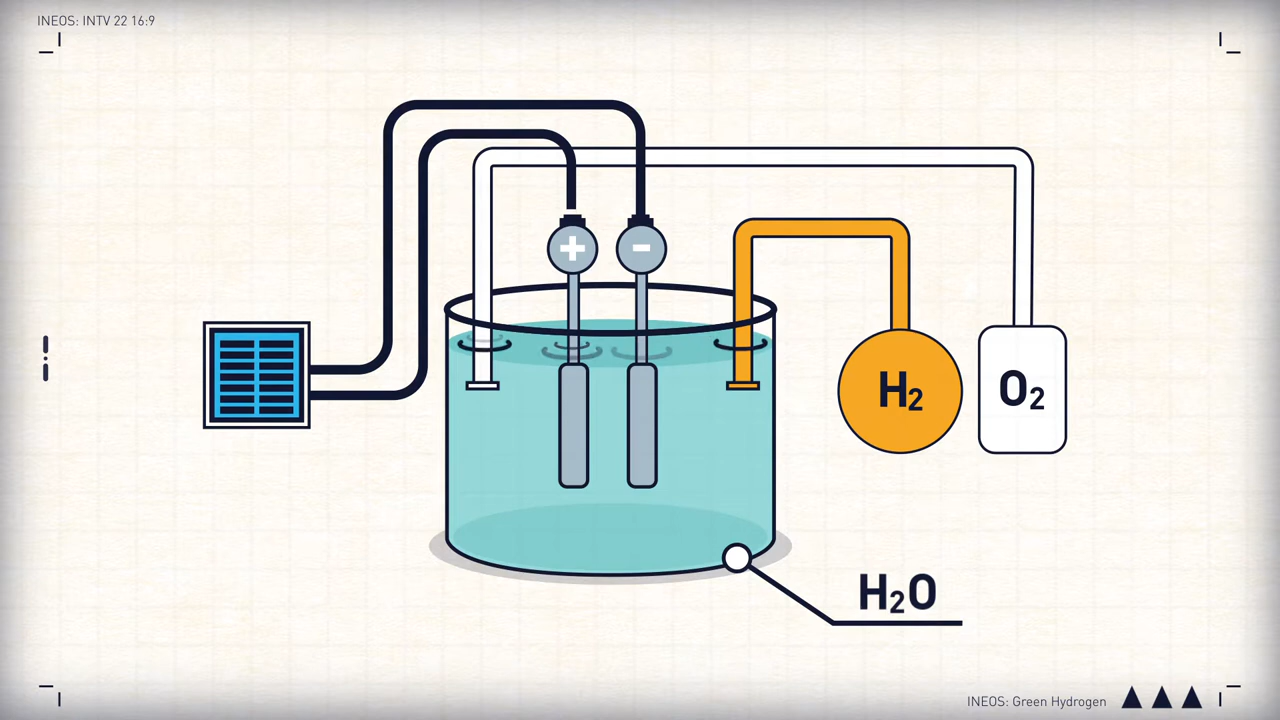 INEOS: INTV 22 16:9
+ -
H₂ O₂
H₂O
INEOS: Green Hydrogen